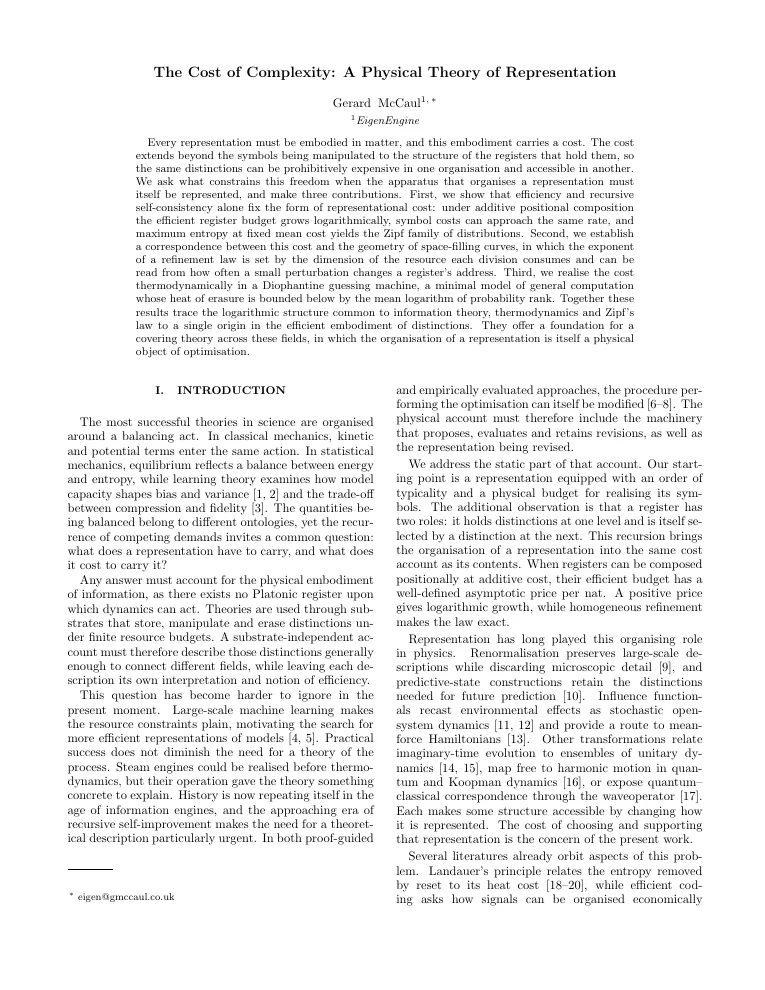 The Cost of Complexity: A Physical Theory of Representation
Gerard McCaul1, *
1EigenEngine
Every representation must be embodied in matter, and this embodiment carries a cost. The cost
extends beyond the symbols being manipulated to the structure of the registers that hold them, so
the same distinctions can be prohibitively expensive in one organisation and accessible in another.
We ask what constrains this freedom when the apparatus that organises a representation must
itself be represented, and make three contributions. First, we show that efficiency and recursive
self-consistency alone fix the form of representational cost: under additive positional composition
the efficient register budget grows logarithmically, symbol costs can approach the same rate, and
maximum entropy at fixed mean cost yields the Zipf family of distributions. Second, we establish
a correspondence between this cost and the geometry of space-filling curves, in which the exponent
of a refinement law is set by the dimension of the resource each division consumes and can be
read from how often a small perturbation changes a register's address. Third, we realise the cost
thermodynamically in a Diophantine guessing machine, a minimal model of general computation
whose heat of erasure is bounded below by the mean logarithm of probability rank. Together these
results trace the logarithmic structure common to information theory, thermodynamics and Zipf's
law to a single origin in the efficient embodiment of distinctions. They offer a foundation for a
covering theory across these fields, in which the organisation of a representation is itself a physical
object of optimisation.
I. INTRODUCTION
The most successful theories in science are organised
around a balancing act. In classical mechanics, kinetic
and potential terms enter the same action. In statistical
mechanics, equilibrium reflects a balance between energy
and entropy, while learning theory examines how model
capacity shapes bias and variance [1, 2] and the trade-off
between compression and fidelity [3]. The quantities be-
ing balanced belong to different ontologies, yet the recur-
rence of competing demands invites a common question:
what does a representation have to carry, and what does
it cost to carry it?
Any answer must account for the physical embodiment
of information, as there exists no Platonic register upon
which dynamics can act. Theories are used through sub-
strates that store, manipulate and erase distinctions un-
der finite resource budgets. A substrate-independent ac-
count must therefore describe those distinctions generally
enough to connect different fields, while leaving each de-
scription its own interpretation and notion of efficiency.
This question has become harder to ignore in the
present moment. Large-scale machine learning makes
the resource constraints plain, motivating the search for
more efficient representations of models [4, 5]. Practical
success does not diminish the need for a theory of the
process. Steam engines could be realised before thermo-
dynamics, but their operation gave the theory something
concrete to explain. History is now repeating itself in the
age of information engines, and the approaching era of
recursive self-improvement makes the need for a theoret-
ical description particularly urgent. In both proof-guided
* eigen@gmccaul.co.uk
and empirically evaluated approaches, the procedure per-
forming the optimisation can itself be modified [6–8]. The
physical account must therefore include the machinery
that proposes, evaluates and retains revisions, as well as
the representation being revised.
We address the static part of that account. Our start-
ing point is a representation equipped with an order of
typicality and a physical budget for realising its sym-
bols. The additional observation is that a register has
two roles: it holds distinctions at one level and is itself se-
lected by a distinction at the next. This recursion brings
the organisation of a representation into the same cost
account as its contents. When registers can be composed
positionally at additive cost, their efficient budget has a
well-defined asymptotic price per nat. A positive price
gives logarithmic growth, while homogeneous refinement
makes the law exact.
Representation has long played this organising role
in physics. Renormalisation preserves large-scale de-
scriptions while discarding microscopic detail [9], and
predictive-state constructions retain the distinctions
needed for future prediction [10]. Influence function-
als recast environmental effects as stochastic open-
system dynamics [11, 12] and provide a route to mean-
force Hamiltonians [13]. Other transformations relate
imaginary-time evolution to ensembles of unitary dy-
namics [14, 15], map free to harmonic motion in quan-
tum and Koopman dynamics [16], or expose quantum–
classical correspondence through the waveoperator [17].
Each makes some structure accessible by changing how
it is represented. The cost of choosing and supporting
that representation is the concern of the present work.
Several literatures already orbit aspects of this prob-
lem. Landauer's principle relates the entropy removed
by reset to its heat cost [18–20], while efficient cod-
ing asks how signals can be organised economically